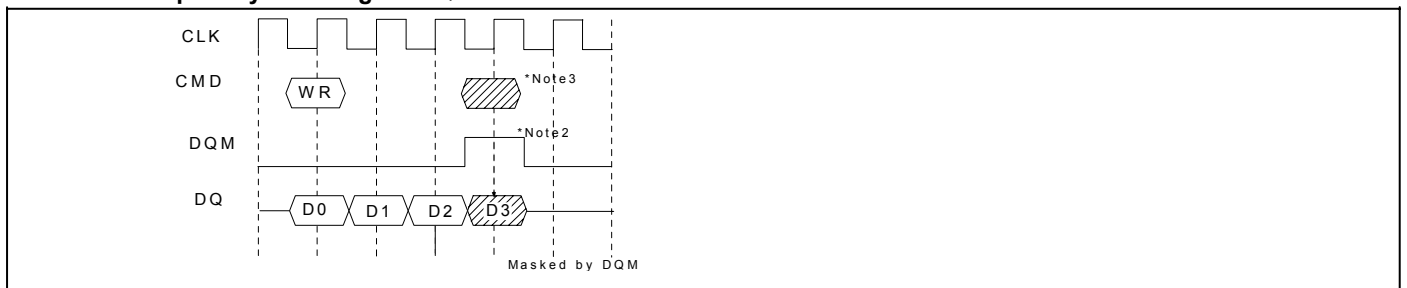 CLK
CMD
WR
*Note3
DQM
*Note2
DQ
D0 D1 D2 D3
Masked by DQM